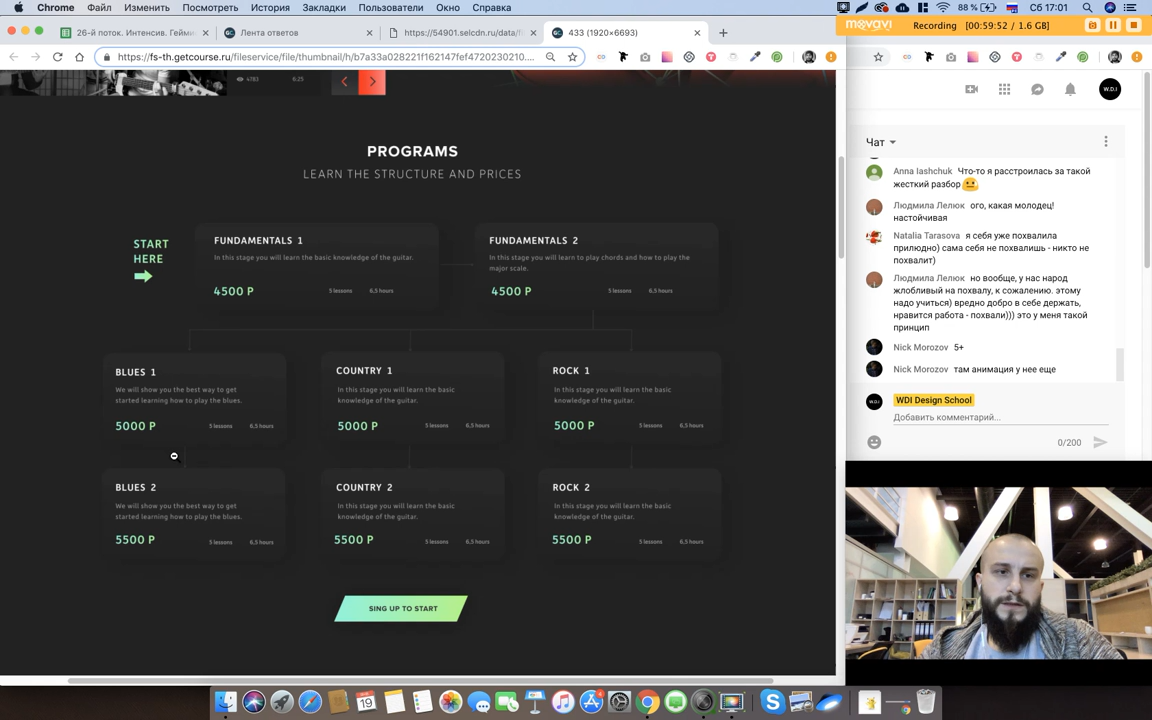 Chrome Файл Изменить Посмотреть История Закладки Пользователи Окно Справка
88 %
Сб 17:01
movavi
Recording [00:59:52 / 1.6 GB]
26-й поток. Интенсив. Гейми
Лента ответов
https://54901.selcdn.ru/data/f
433 (1920×6693)
https://fs-th.getcourse.ru/fileservice/file/thumbnail/h/b7a33a028221f162147fef4720230210....
4783
6:25
PROGRAMS
LEARN THE STRUCTURE AND PRICES
START
HERE
FUNDAMENTALS 1
In this stage you will learn the basic knowledge of the guitar.
4500 P
5 lessons
6,5 hours
FUNDAMENTALS 2
In this stage you will learn to play chords and how to play the
major scale.
4500 P
5 lessons
6,5 hours
BLUES 1
We will show you the best way to get
started learning how to play the blues.
5000 P
5 lessons
6,5 hours
COUNTRY 1
In this stage you will learn the basic
knowledge of the guitar.
5000 P
5 lessons
6,5 hours
ROCK 1
In this stage you will learn the basic
knowledge of the guitar.
5000 P
5 lessons
6,5 hours
BLUES 2
We will show you the best way to get
started learning how to play the blues.
5500 P
5 lessons
6,5 hours
COUNTRY 2
In this stage you will learn the basic
knowledge of the guitar.
5500 P
5 lessons
6,5 hours
ROCK 2
In this stage you will learn the basic
knowledge of the guitar.
5500 P
5 lessons
6,5 hours
SING UP TO START
W.D.I
Чат
Anna Iashchuk Что-то я расстроилась за такой
жесткий разбор
Людмила Лелюк ого, какая молодец!
настойчивая
Natalia Tarasova я себя уже похвалила
прилюдно) сама себя не похвалишь - никто не
похвалит)
Людмила Лелюк но вообще, у нас народ
жлобливый на похвалу, к сожалению. этому
надо учиться) вредно добро в себе держать,
нравится работа - похвали))) это у меня такой
принцип
Nick Morozov 5+
Nick Morozov там анимация у нее еще
W.D.I
WDI Design School
Добавить комментарий...
0/200
19